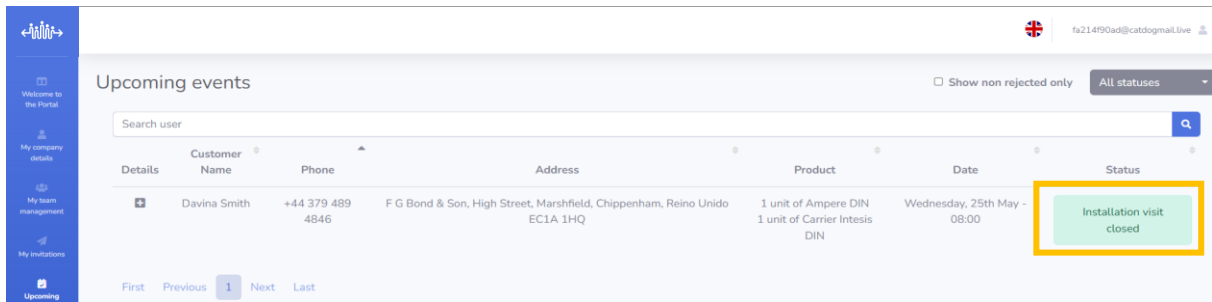 fa214f90ad@catdogmail.live
Welcome to
the Portal
My company
details
My team
management
My invitations
Upcoming
Upcoming events
Show non rejected only
All statuses
Search user
Details
Customer
Name
Phone
Address
Product
Date
Status
Davina Smith
+44 379 489
4846
F G Bond & Son, High Street, Marshfield, Chippenham, Reino Unido
EC1A 1HQ
1 unit of Ampere DIN
1 unit of Carrier Intesis
DIN
Wednesday, 25th May -
08:00
Installation visit
closed
First Previous 1 Next Last